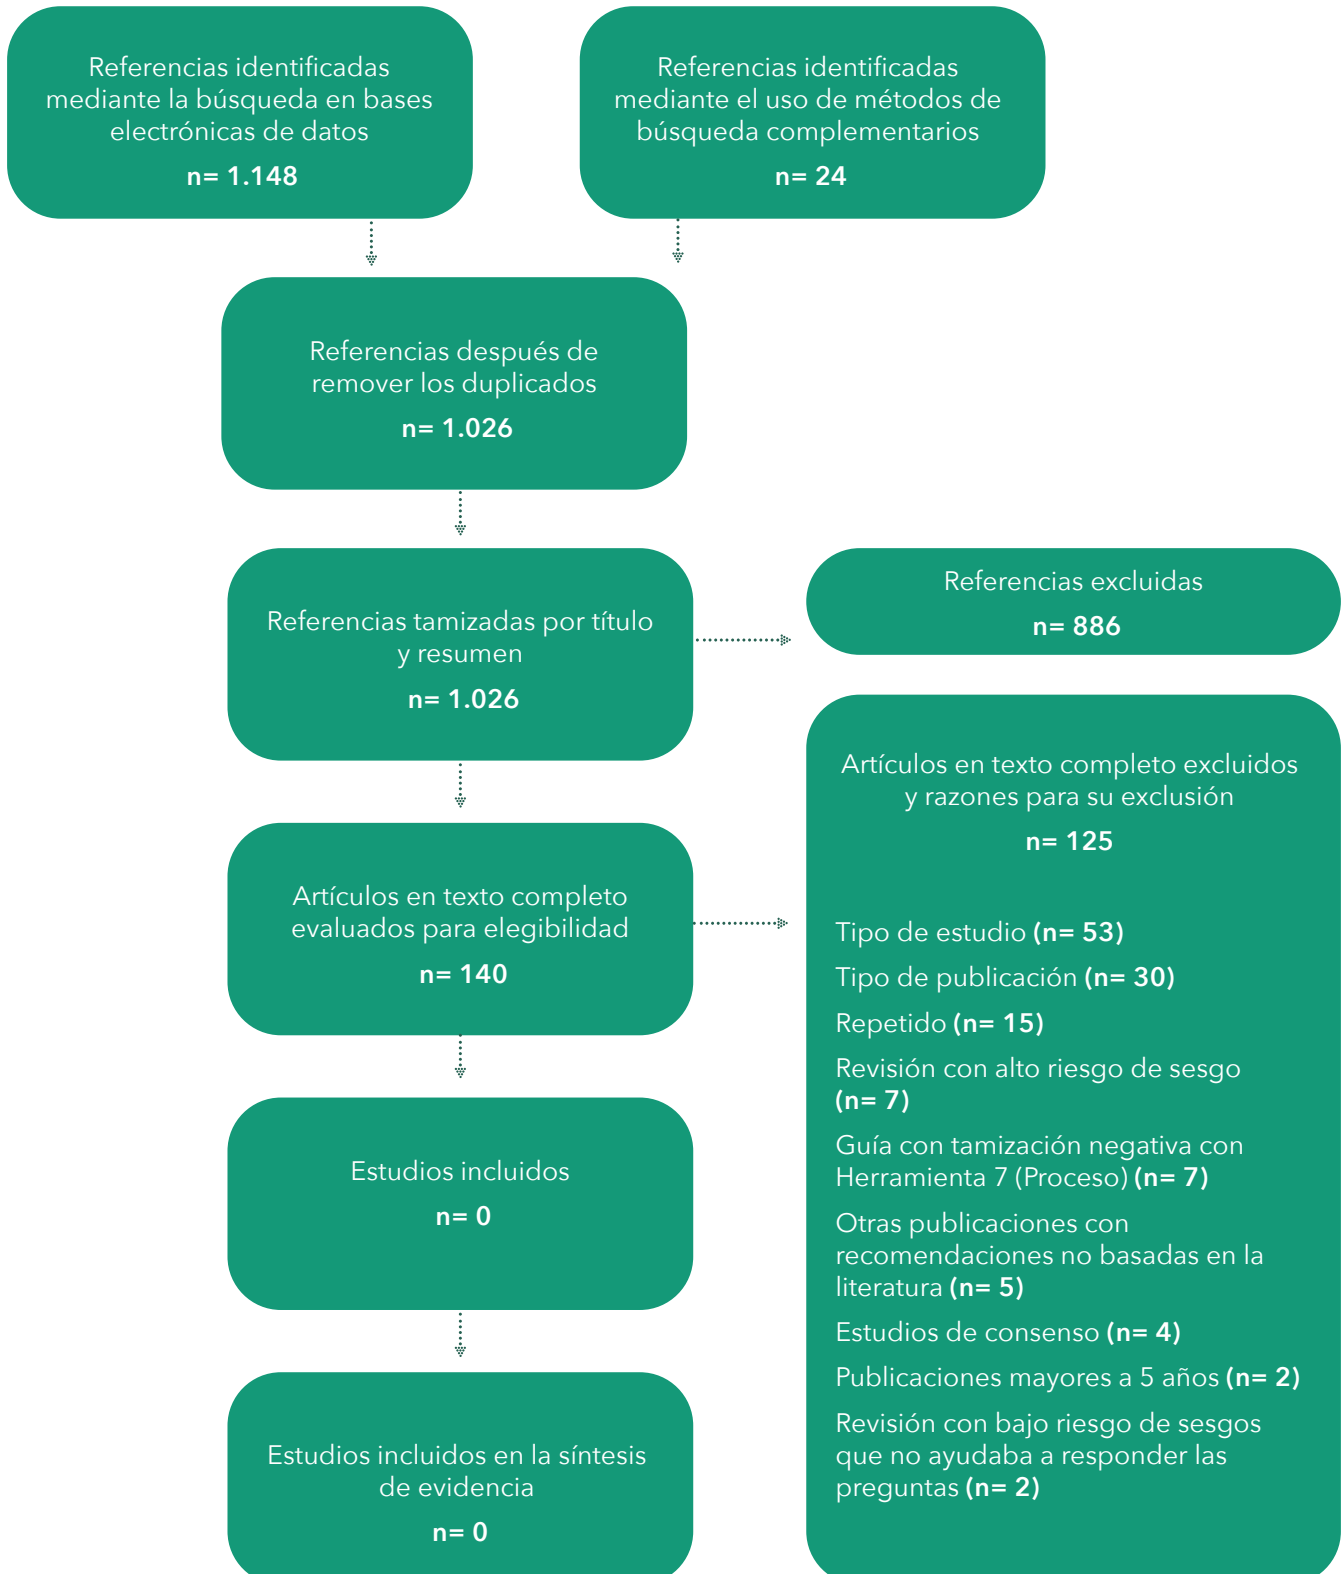 Referencias identificadas
mediante la búsqueda en bases
electrónicas de datos
n= 1.148
Referencias identificadas
mediante el uso de métodos de
búsqueda complementarios
n= 24
Referencias después de
remover los duplicados
n= 1.026
Referencias tamizadas por título
y resumen
n= 1.026
Referencias excluidas
n= 886
Artículos en texto completo
evaluados para elegibilidad
n= 140
Artículos en texto completo excluidos
y razones para su exclusión
n= 125
Tipo de estudio (n= 53)
Tipo de publicación (n= 30)
Repetido (n= 15)
Revisión con alto riesgo de sesgo
(n= 7)
Guía con tamización negativa con
Herramienta 7 (Proceso) (n= 7)
Otras publicaciones con
recomendaciones no basadas en la
literatura (n= 5)
Estudios de consenso (n= 4)
Publicaciones mayores a 5 años (n= 2)
Revisión con bajo riesgo de sesgos
que no ayudaba a responder las
preguntas (n= 2)
Estudios incluidos
n= 0
Estudios incluidos en la síntesis
de evidencia
n= 0